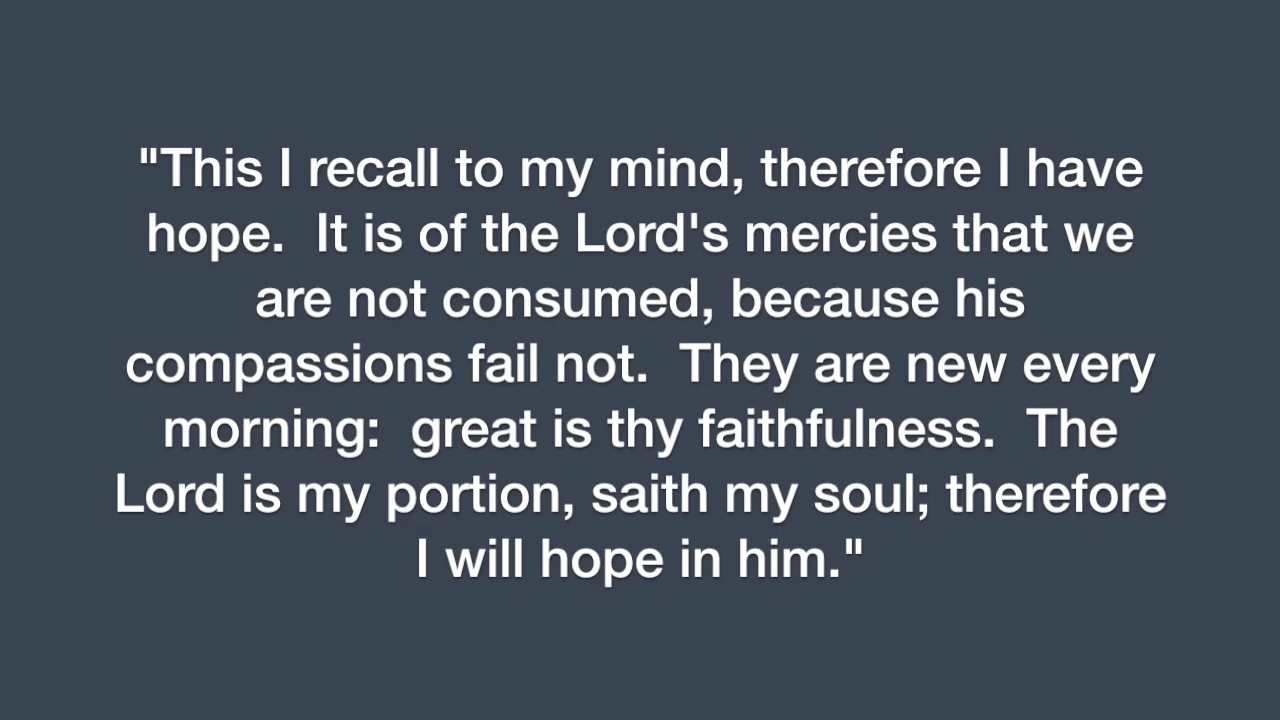 "This I recall to my mind, therefore I have
hope.  It is of the Lord's mercies that we
are not consumed, because his
compassions fail not.  They are new every
morning:  great is thy faithfulness.  The
Lord is my portion, saith my soul; therefore
I will hope in him."